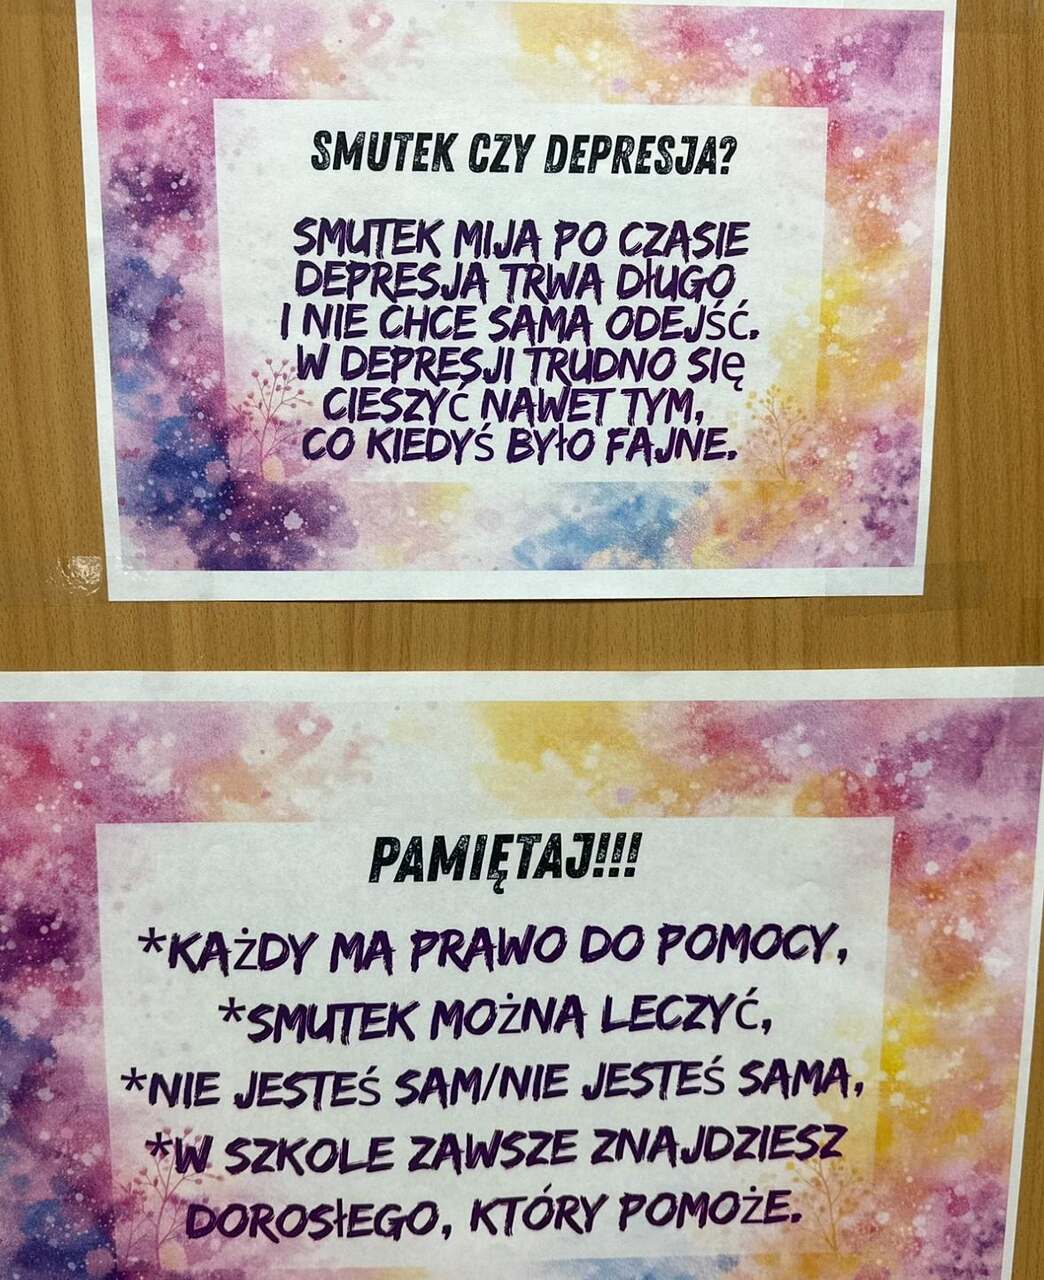 SMUTEK CZY DEPRESJA?
SMUTEK MIJA PO CZASIE
DEPRESJA TRWA DŁUGO
I NIE CHCE SAMA ODEJŚĆ.
W DEPRESJI TRUDNO SIĘ
CIESZYĆ NAWET TYM,
CO KIEDYŚ BYŁO FAJNE.
PAMIĘTAJ!!!
*KAŻDY MA PRAWO DO POMOCY,
*SMUTEK MOŻNA LECZYĆ,
*NIE JESTEŚ SAM/NIE JESTEŚ SAMA,
*W SZKOLE ZAWSZE ZNAJDZIESZ
DOROSŁEGO, KTÓRY POMOŻE.